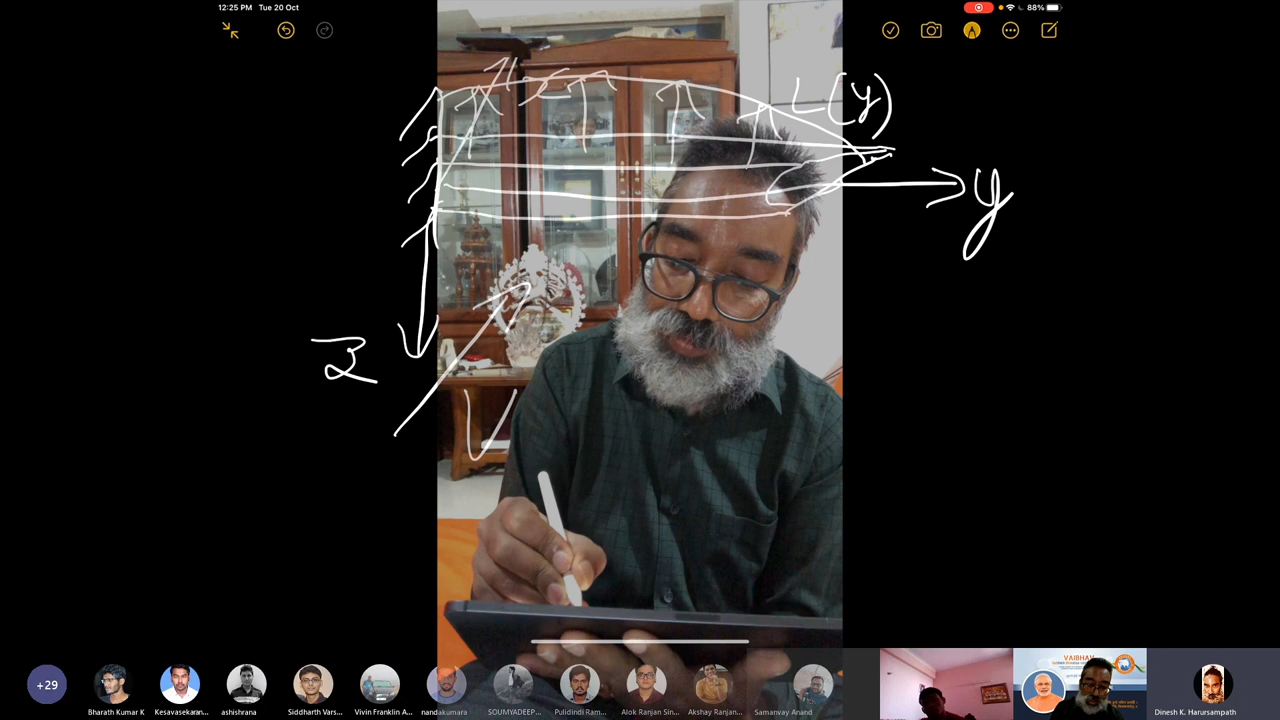 12:25 PM Tue 20 Oct
88%
L(y)
y
z
V
+29
Bharath Kumar K
Kesavasekaran...
ashishrana
Siddharth Vars...
Vivin Franklin A...
nandakumara
SOUMYADEEP...
Pulidindi Ram...
Alok Ranjan Sin...
Akshay Ranjan...
Samanvay Anand
VAIBHAV
Dinesh K. Harursampath